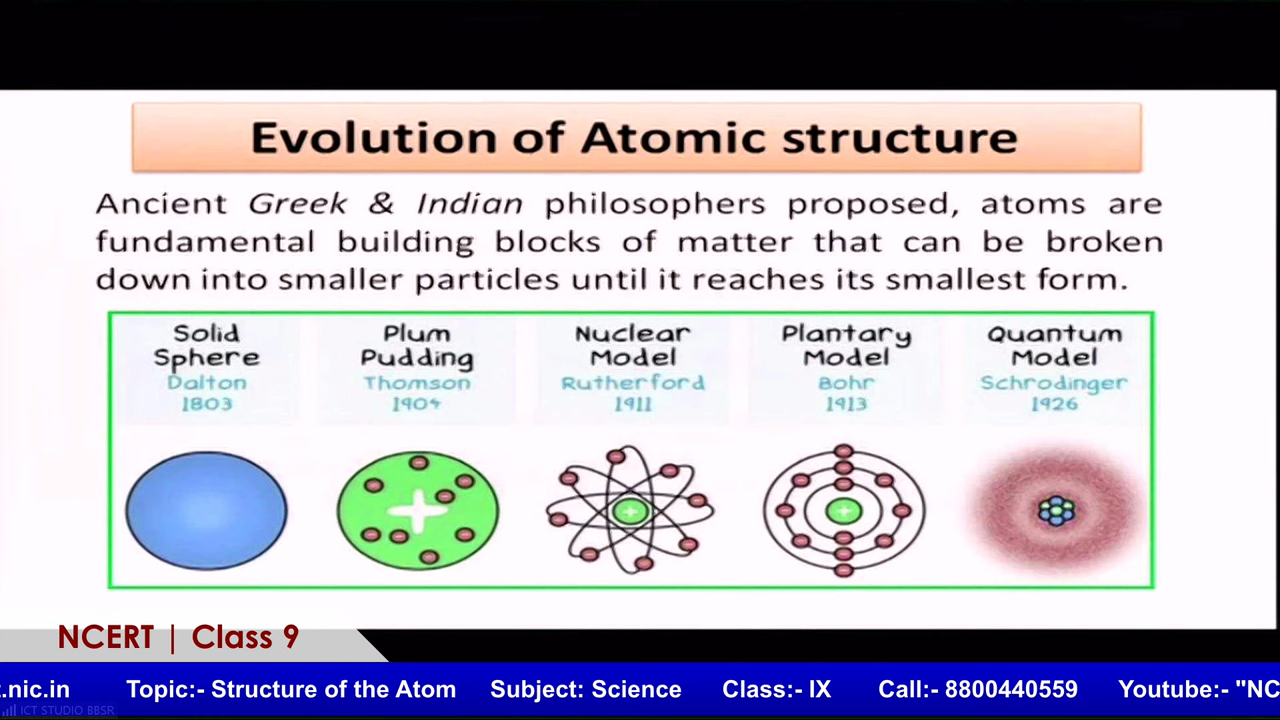 Evolution of Atomic structure
Ancient Greek & Indian philosophers proposed, atoms are
fundamental building blocks of matter that can be broken
down into smaller particles until it reaches its smallest form.
Solid
Sphere
Dalton
1803
Plum
Pudding
Thomson
1904
Nuclear
Model
Rutherford
1911
Plantary
Model
Bohr
1913
Quantum
Model
Schrodinger
1926
NCERT | Class 9
t.nic.in Topic:- Structure of the Atom Subject: Science Class:- IX Call:- 8800440559 Youtube:- "NC
ICT STUDIO BBSR